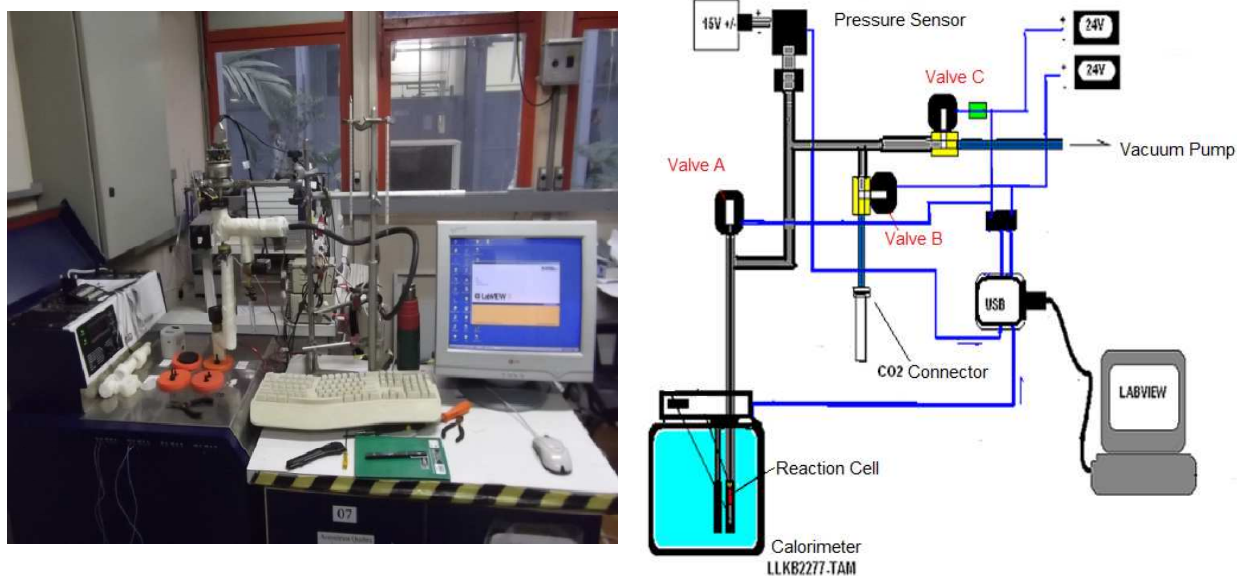 LabVIEW
07
15V +/-
+
-
Pressure Sensor
+
-
24V
+
-
24V
Valve C
Vacuum Pump
Valve A
Valve B
USB
CO2 Connector
LABVIEW
Reaction Cell
Calorimeter
LLKB2277-TAM